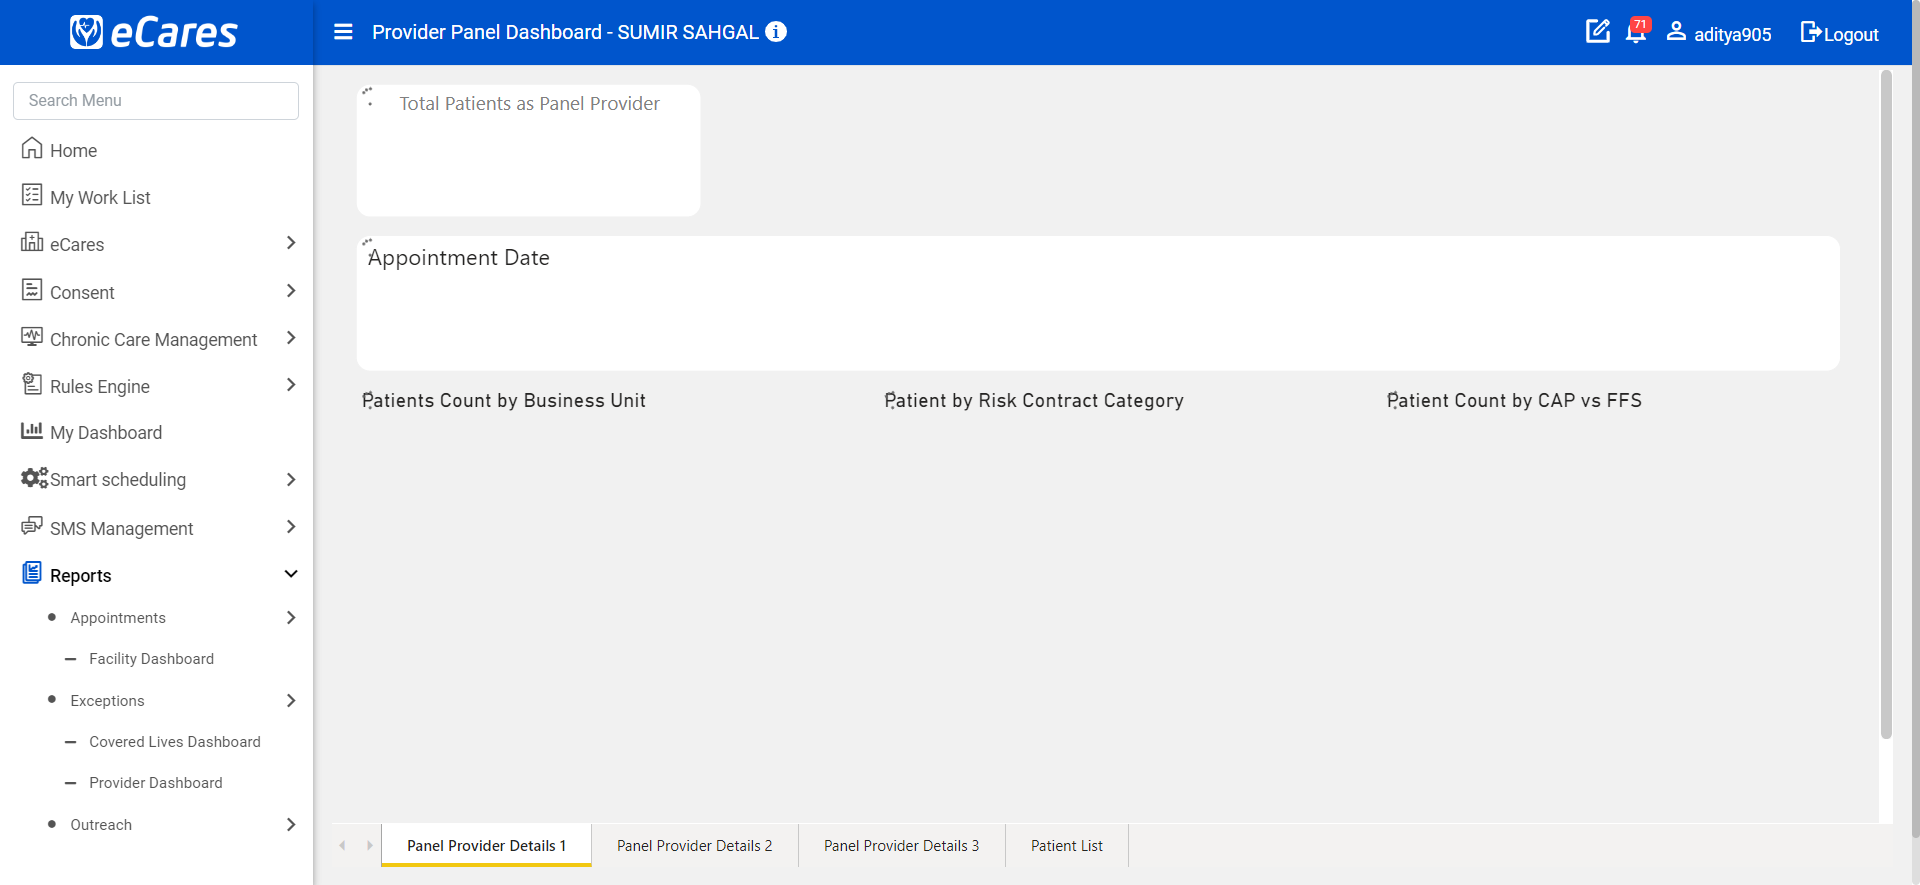 eCares
Provider Panel Dashboard - SUMIR SAHGAL
71
aditya905
Logout
Search Menu
Home
My Work List
eCares
Consent
Chronic Care Management
Rules Engine
My Dashboard
Smart scheduling
SMS Management
Reports
Appointments
Facility Dashboard
Exceptions
Covered Lives Dashboard
Provider Dashboard
Outreach
Total Patients as Panel Provider
Appointment Date
Patients Count by Business Unit
Patient by Risk Contract Category
Patient Count by CAP vs FFS
Panel Provider Details 1
Panel Provider Details 2
Panel Provider Details 3
Patient List